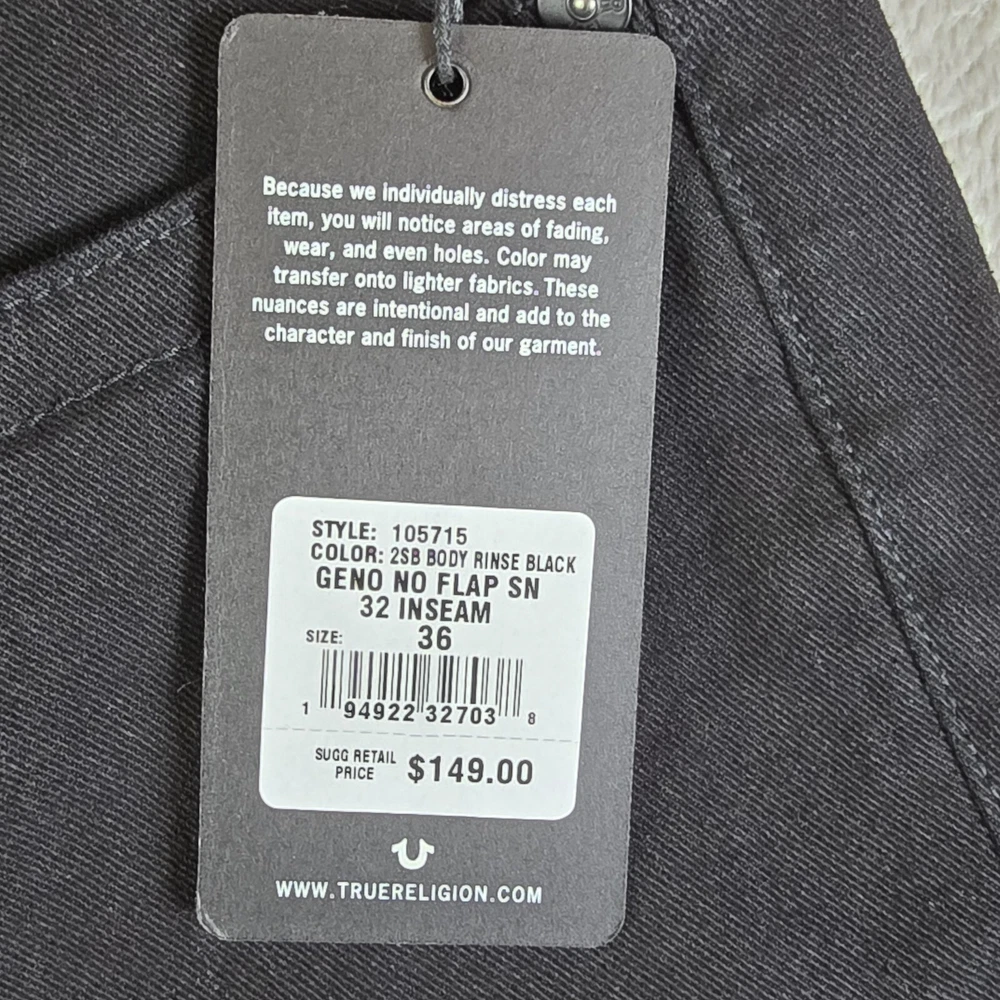 Because we individually distress each
item, you will notice areas of fading,
wear, and even holes. Color may
transfer onto lighter fabrics. These
nuances are intentional and add to the
character and finish of our garment.
STYLE: 105715
COLOR: 2SB BODY RINSE BLACK
GENO NO FLAP SN
32 INSEAM
SIZE: 36
1 94922 32703 8
SUGG RETAIL
PRICE $149.00
WWW.TRUERELIGION.COM